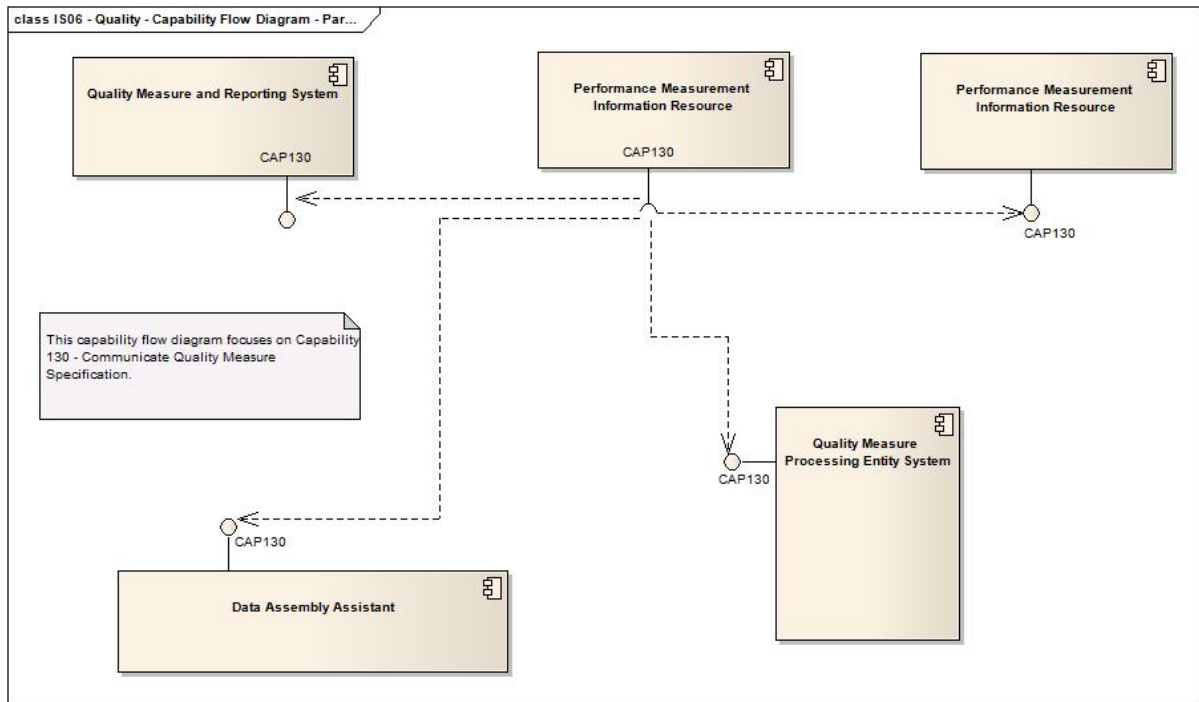 class IS06 - Quality - Capability Flow Diagram - Par...
Quality Measure and Reporting System
CAP130
Performance Measurement
Information Resource
CAP130
Performance Measurement
Information Resource
CAP130
This capability flow diagram focuses on Capability
130 - Communicate Quality Measure
Specification.
Quality Measure
Processing Entity System
CAP130
CAP130
Data Assembly Assistant